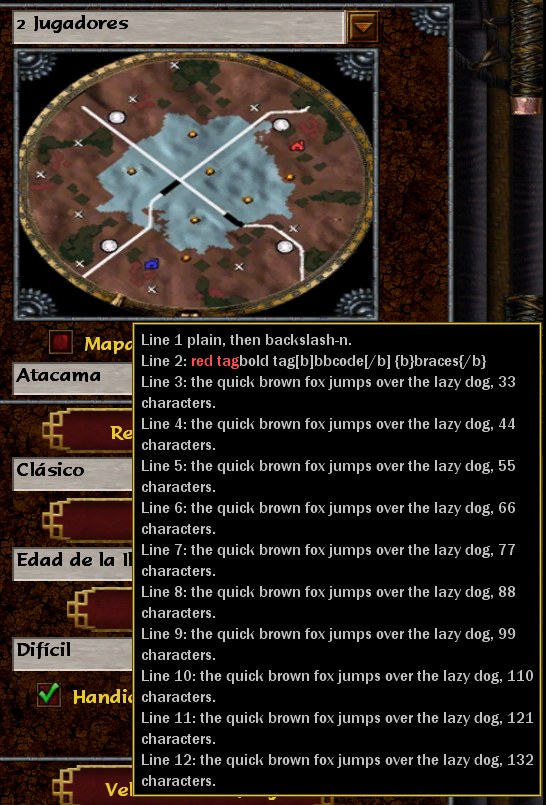 2 Jugadores
Mapa
Atacama
Re
Clásico
Edad de la Il
Difícil
Handic
Vel
Line 1 plain, then backslash-n.
Line 2: red tagbold tag[b]bbcode[/b] {b}braces{/b}
Line 3: the quick brown fox jumps over the lazy dog, 33
characters.
Line 4: the quick brown fox jumps over the lazy dog, 44
characters.
Line 5: the quick brown fox jumps over the lazy dog, 55
characters.
Line 6: the quick brown fox jumps over the lazy dog, 66
characters.
Line 7: the quick brown fox jumps over the lazy dog, 77
characters.
Line 8: the quick brown fox jumps over the lazy dog, 88
characters.
Line 9: the quick brown fox jumps over the lazy dog, 99
characters.
Line 10: the quick brown fox jumps over the lazy dog, 110
characters.
Line 11: the quick brown fox jumps over the lazy dog, 121
characters.
Line 12: the quick brown fox jumps over the lazy dog, 132
characters.